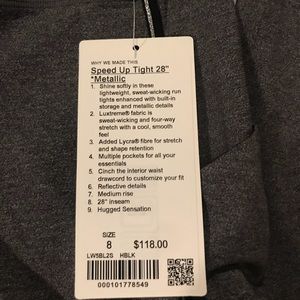 WHY WE MADE THIS
Speed Up Tight 28"
*Metallic
1. Shine softly in these
lightweight, sweat-wicking run
tights enhanced with built-in
storage and metallic details
2. Luxtreme® fabric is
sweat-wicking and four-way
stretch with a cool, smooth
feel
3. Added Lycra® fibre for stretch
and shape retention
4. Multiple pockets for all your
essentials
5. Cinch the interior waist
drawcord to customize your fit
6. Reflective details
7. Medium rise
8. 28" inseam
9. Hugged Sensation
SIZE
8 $118.00
LW5BL2S HBLK
000101778549